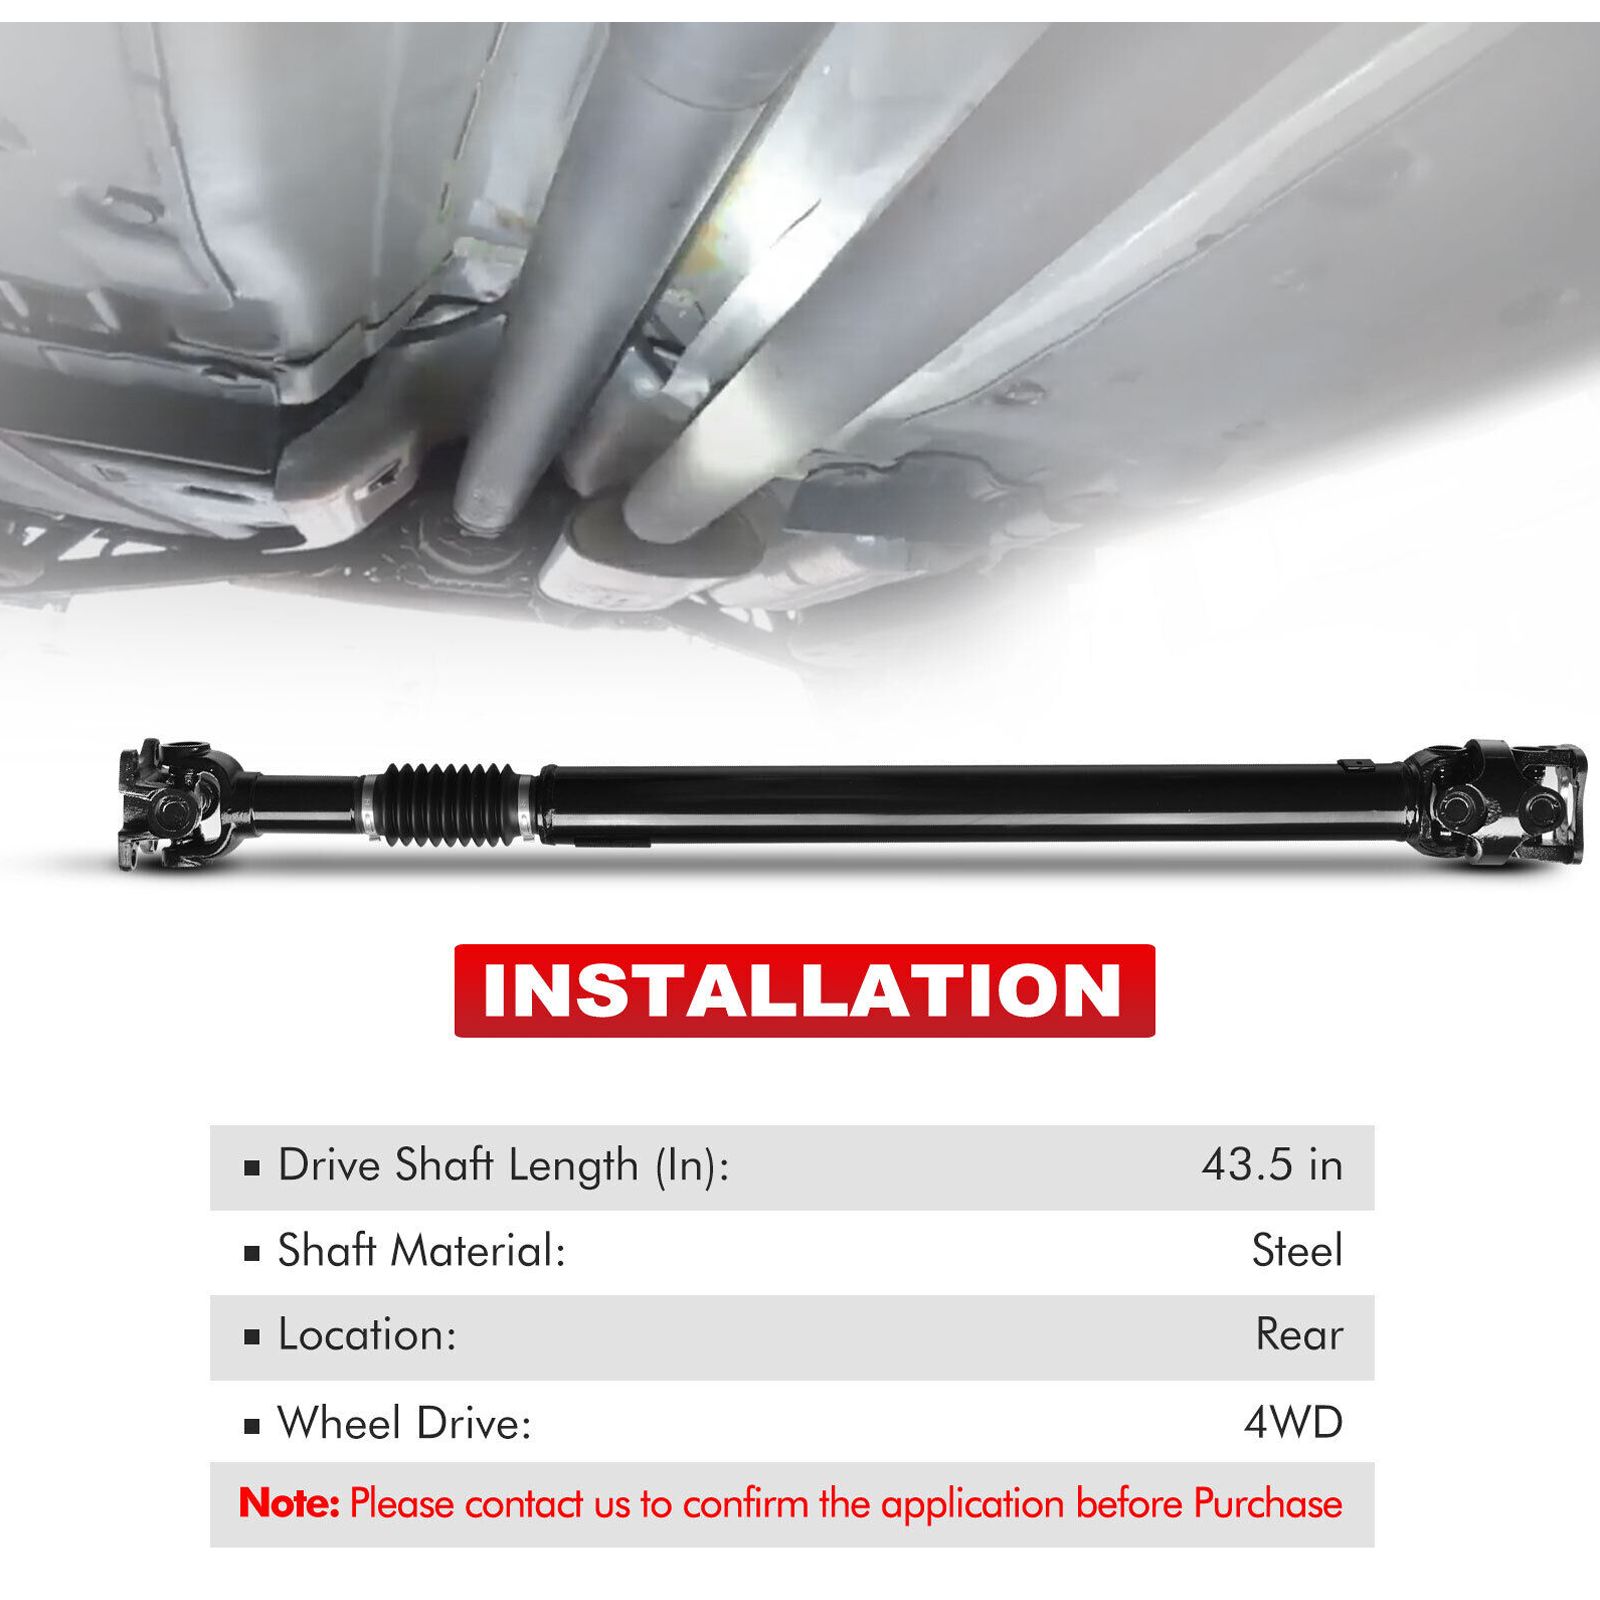 INSTALLATION
▪ Drive Shaft Length (In): 43.5 in
▪ Shaft Material: Steel
▪ Location: Rear
▪ Wheel Drive: 4WD
Note: Please contact us to confirm the application before Purchase